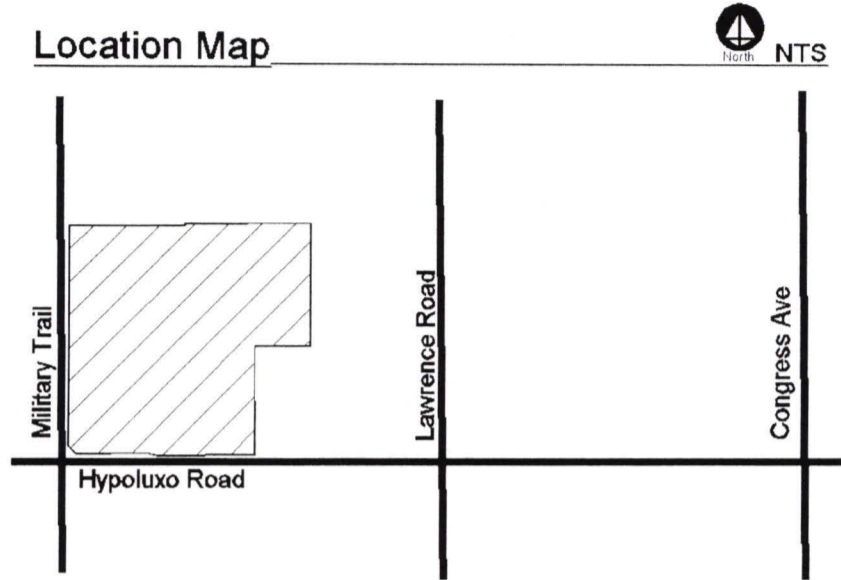 Location Map
North
NTS
Military Trail
Lawrence Road
Congress Ave
Hypoluxo Road